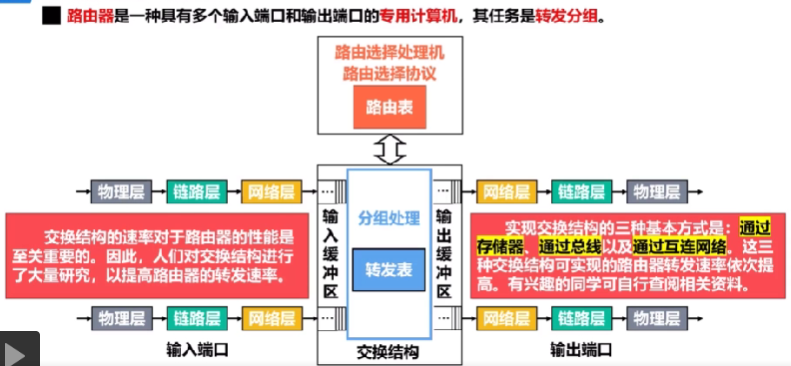 ■ 路由器是一种具有多个输入端口和输出端口的专用计算机，其任务是转发分组。
路由选择处理机
路由选择协议
路由表
物理层 链路层 网络层 ... ... 网络层 链路层 物理层
交换结构的速率对于路由器的性能是
至关重要的。因此，人们对交换结构进行
了大量研究，以提高路由器的转发速率。
输入缓冲区
分组处理
转发表
输出缓冲区
实现交换结构的三种基本方式是：通过
存储器、通过总线以及通过互连网络。这三
种交换结构可实现的路由器转发速率依次提
高。有兴趣的同学可自行查阅相关资料。
物理层 链路层 网络层 ... ... 网络层 链路层 物理层
输入端口 交换结构 输出端口